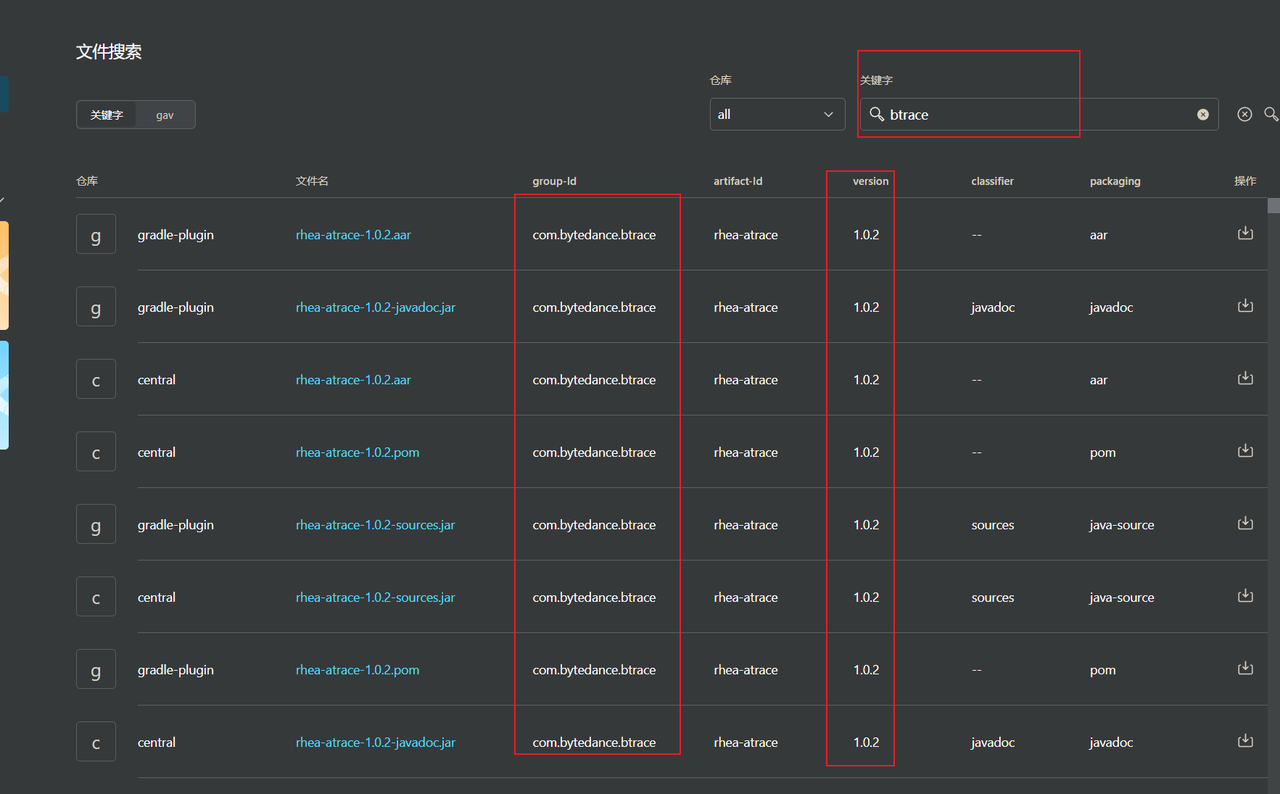 文件搜索
仓库 关键字
关键字 gav all btrace
仓库 文件名 group-Id artifact-Id version classifier packaging 操作
g gradle-plugin rhea-atrace-1.0.2.aar com.bytedance.btrace rhea-atrace 1.0.2 -- aar
g gradle-plugin rhea-atrace-1.0.2-javadoc.jar com.bytedance.btrace rhea-atrace 1.0.2 javadoc javadoc
c central rhea-atrace-1.0.2.aar com.bytedance.btrace rhea-atrace 1.0.2 -- aar
c central rhea-atrace-1.0.2.pom com.bytedance.btrace rhea-atrace 1.0.2 -- pom
g gradle-plugin rhea-atrace-1.0.2-sources.jar com.bytedance.btrace rhea-atrace 1.0.2 sources java-source
c central rhea-atrace-1.0.2-sources.jar com.bytedance.btrace rhea-atrace 1.0.2 sources java-source
g gradle-plugin rhea-atrace-1.0.2.pom com.bytedance.btrace rhea-atrace 1.0.2 -- pom
c central rhea-atrace-1.0.2-javadoc.jar com.bytedance.btrace rhea-atrace 1.0.2 javadoc javadoc